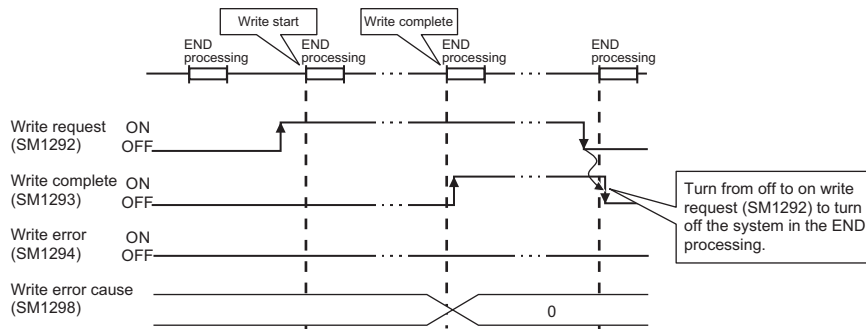 Write start
Write complete
END
processing
END
processing
END
processing
END
processing
Write request
(SM1292)
ON
OFF
Write complete
(SM1293)
ON
OFF
Turn from off to on write
request (SM1292) to turn
off the system in the END
processing.
Write error
(SM1294)
ON
OFF
Write error cause
(SM1298)
0